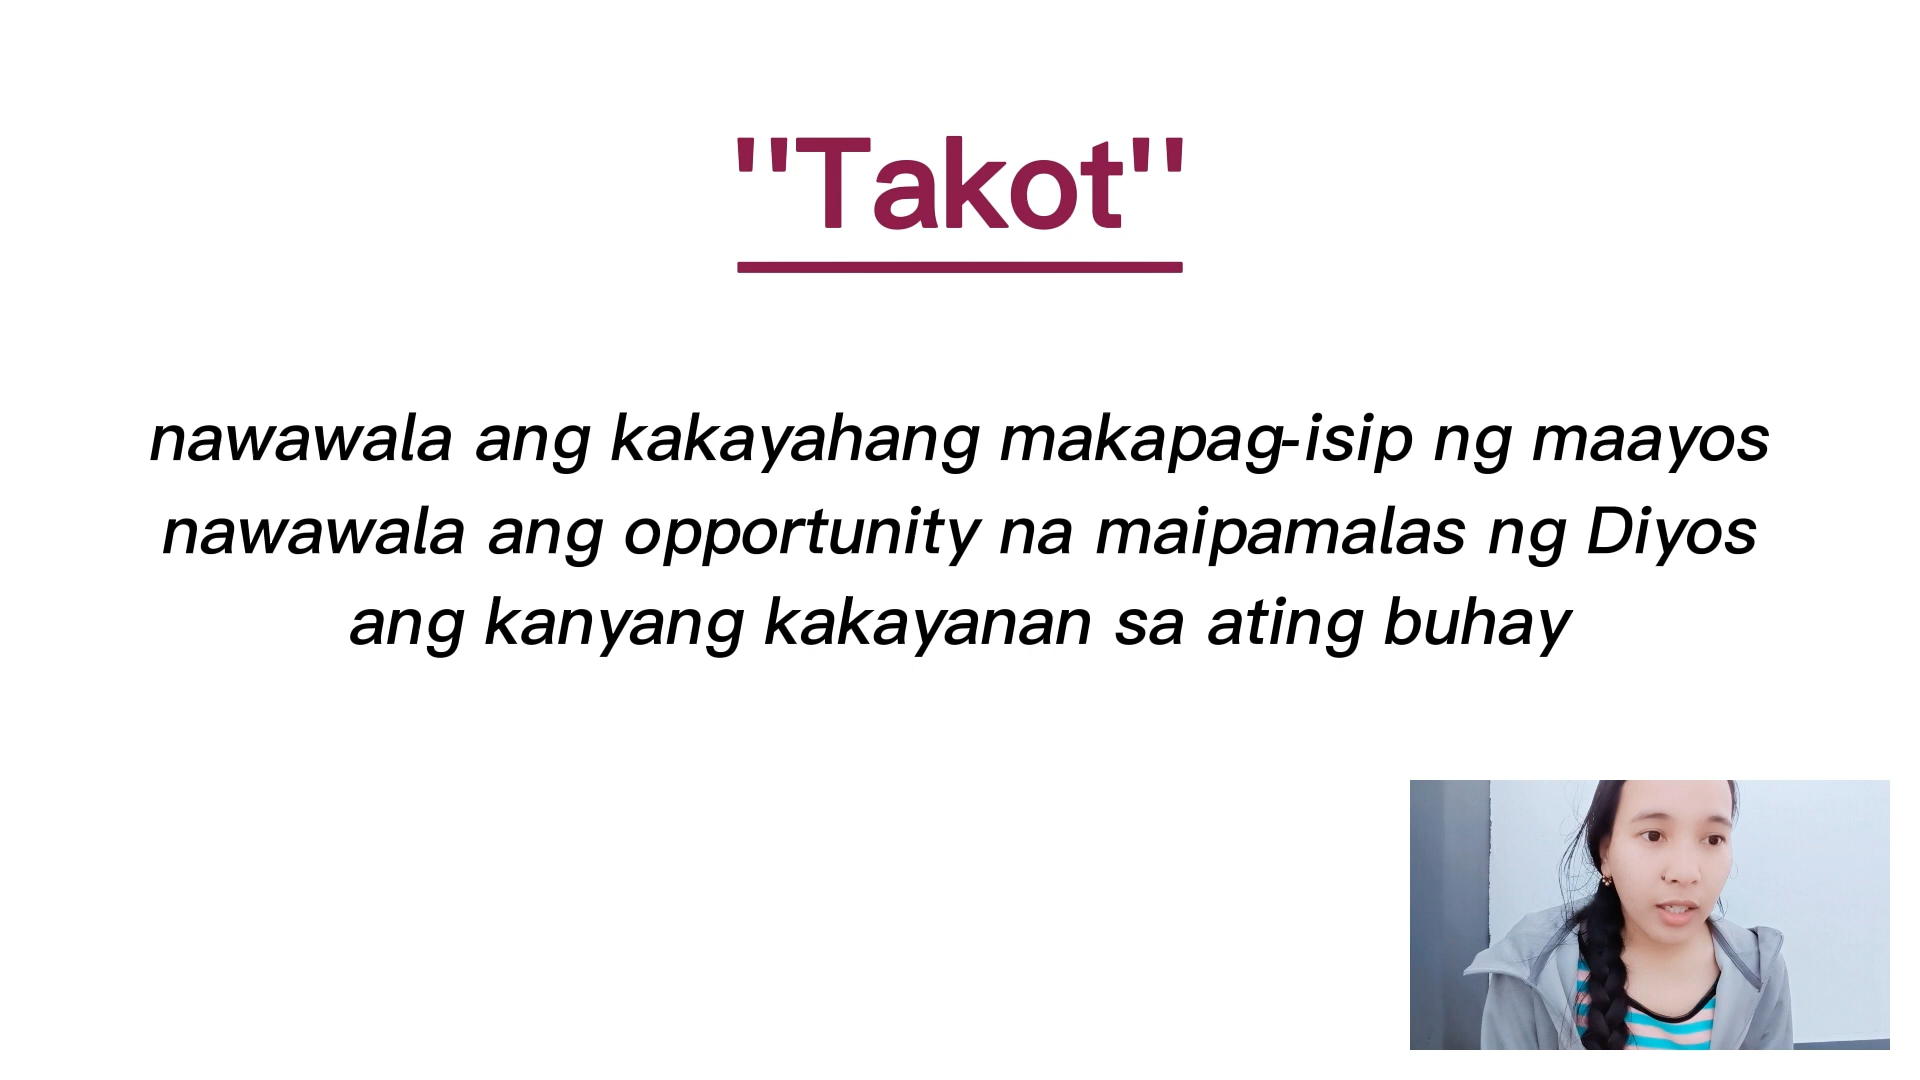 "Takot"
nawawala ang kakayahang makapag-isip ng maayos
nawawala ang opportunity na maipamalas ng Diyos
ang kanyang kakayanan sa ating buhay